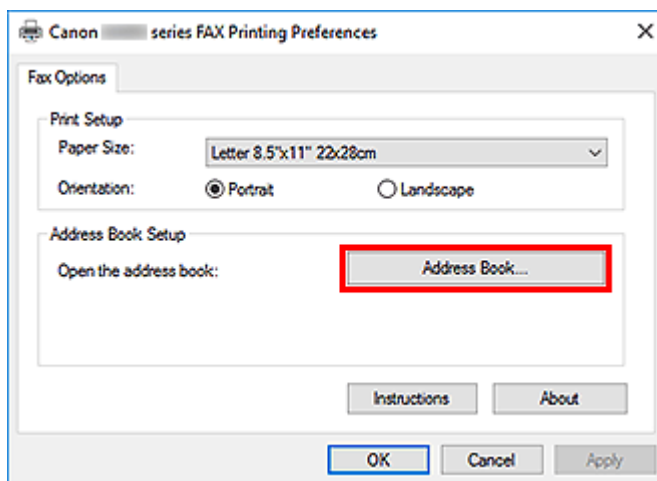 Canon series FAX Printing Preferences
Fax Options
Print Setup
Paper Size: Letter 8.5"x11" 22x28cm
Orientation: Portrait Landscape
Address Book Setup
Open the address book: Address Book...
Instructions About
OK Cancel Apply